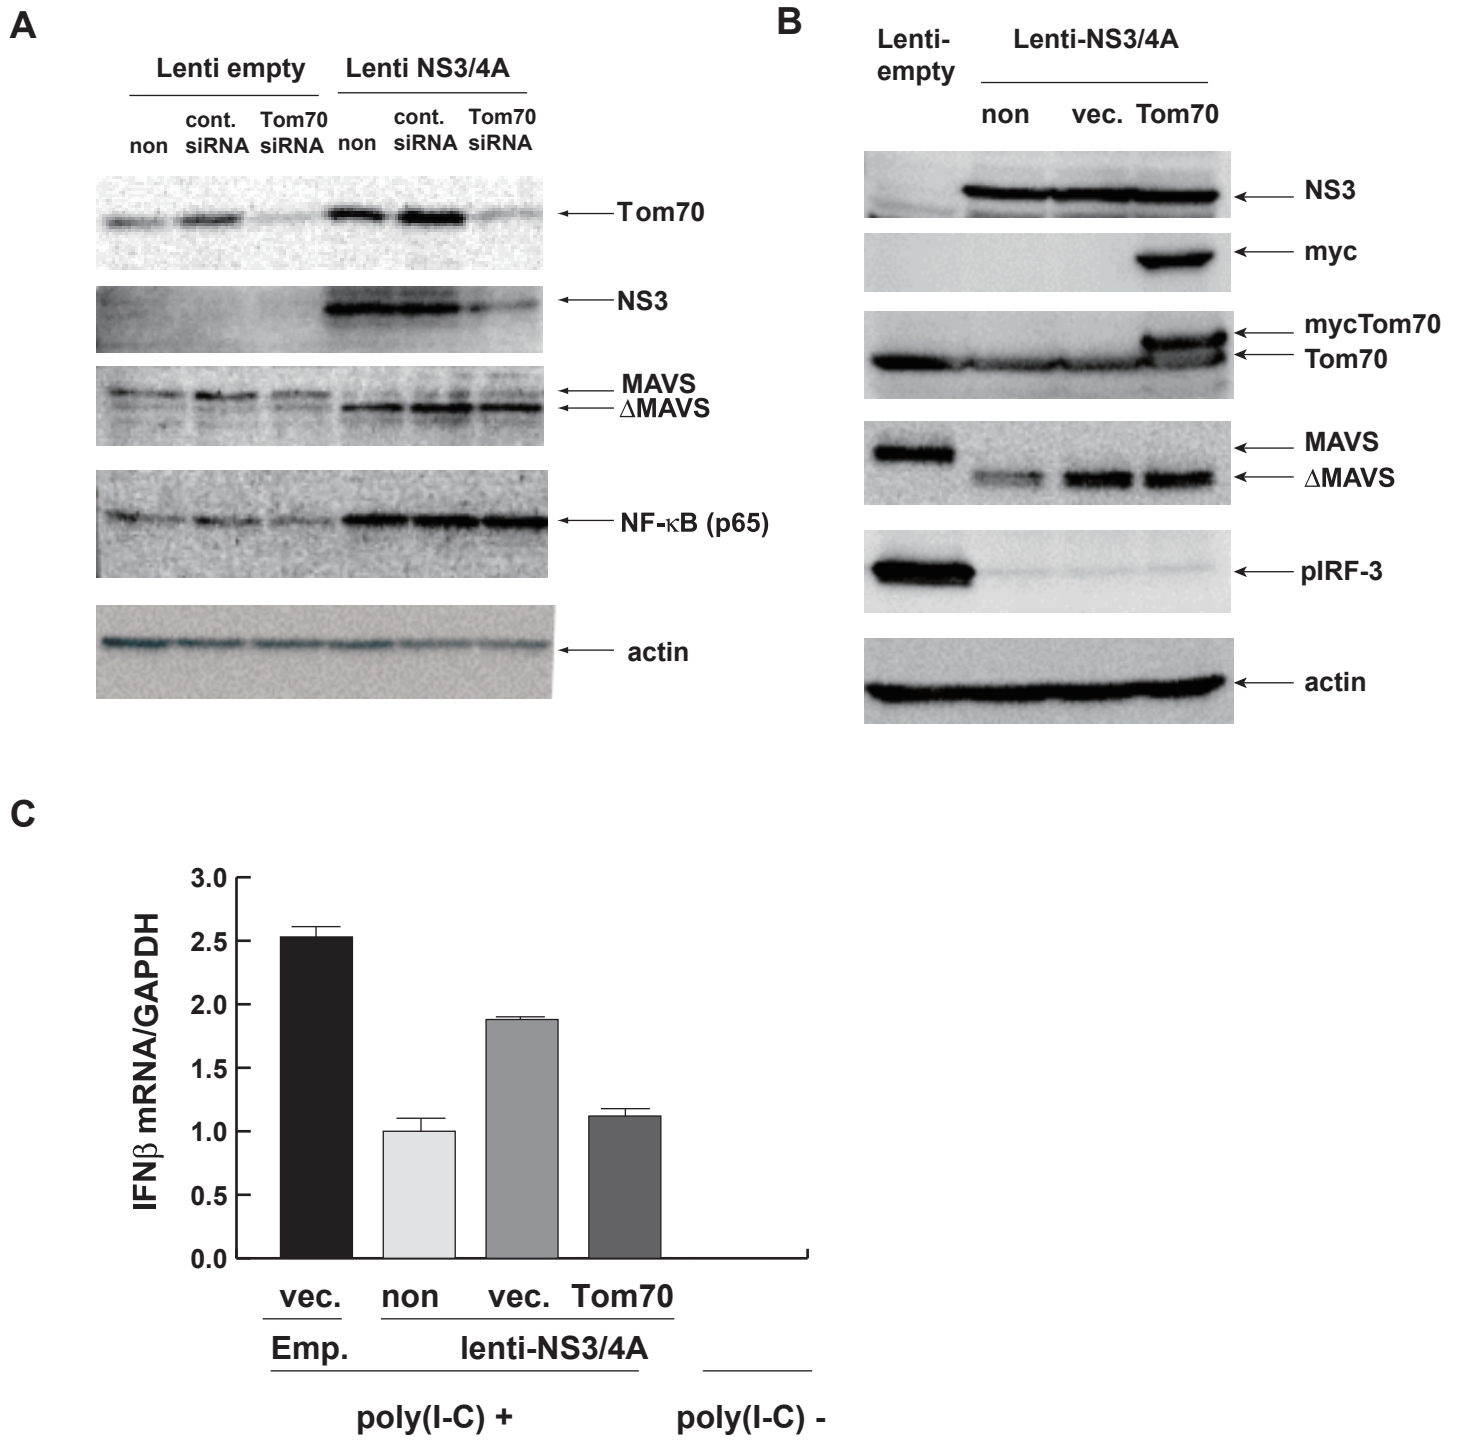 A
Lenti empty
Lenti NS3/4A
non
cont.
siRNA
Tom70
siRNA
non
cont.
siRNA
Tom70
siRNA
Tom70
NS3
MAVS
ΔMAVS
NF-κB (p65)
actin
B
Lenti-
empty
Lenti-NS3/4A
non
vec.
Tom70
NS3
myc
mycTom70
Tom70
MAVS
ΔMAVS
pIRF-3
actin
C
IFNβ mRNA/GAPDH
3.0
2.5
2.0
1.5
1.0
0.5
0.0
vec.
non
vec.
Tom70
Emp.
lenti-NS3/4A
poly(I-C) +
poly(I-C) -